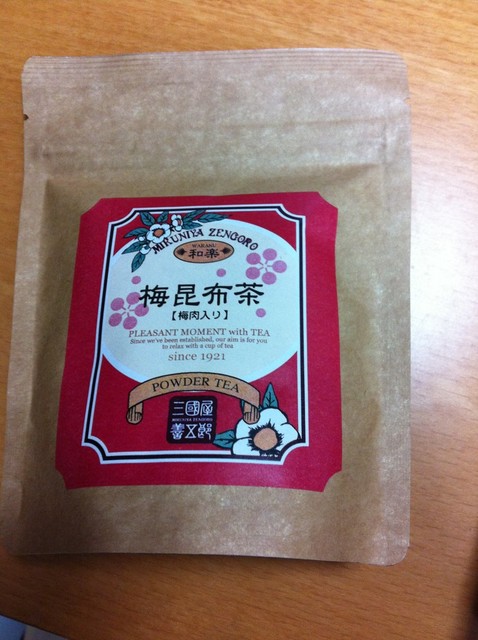 MIKUNIYA ZENGORO
WARAKU
和楽
梅昆布茶
【梅肉入り】
PLEASANT MOMENT with TEA
Since we've been established, our aim is for you
to relax with a cup of tea
since 1921
POWDER TEA
三國屋
MIKUNIYA ZENGORO
善五郎